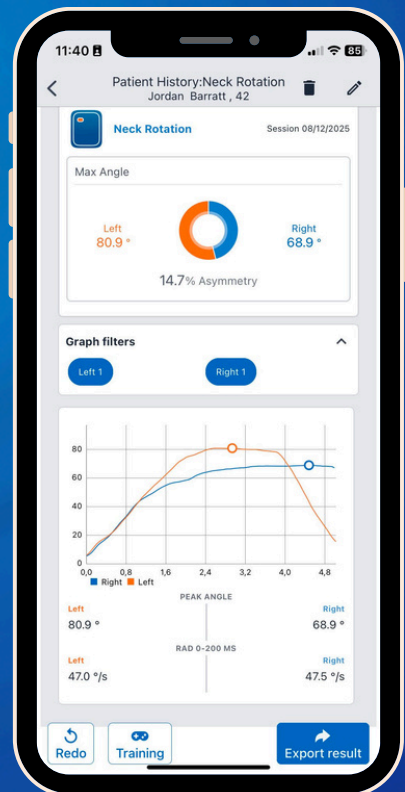 11:40
85
Patient History:Neck Rotation
Jordan Barratt , 42
Neck Rotation
Session 08/12/2025
Max Angle
Left
80.9 °
Right
68.9 °
14.7% Asymmetry
Graph filters
Left 1
Right 1
80
60
40
20
0
0,0 0,8 1,6 2,4 3,2 4,0 4,8
Right Left
PEAK ANGLE
Left
Right
80.9 °
68.9 °
RAD 0-200 MS
Left
Right
47.0 °/s
47.5 °/s
Redo
Training
Export result